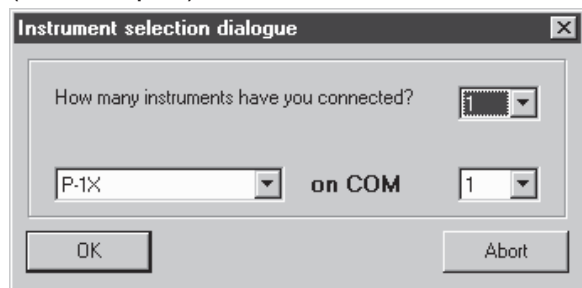 Instrument selection dialogue
How many instruments have you connected? 1
P-1X on COM 1
OK Abort